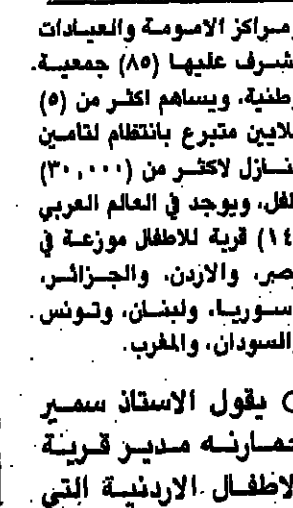 ومراكز الامومة والعيادات
شرف عليها (٨٥) جمعية.
طنية، ويساهم اكثر من (٥)
لايين متبرع بانتظام لتامين
نازل لاكثر من (٣٠,٠٠٠)
لفل، ويوجد في العالم العربي
١٤) قرية للاطفال موزعة في
صر، والاردن، والجزائر،
سوريا، ولبنان، وتونس.
السودان، والمغرب.
يقول الاستاذ سمير
حمارنه مدير قرية
لاطفال الاردنية التي